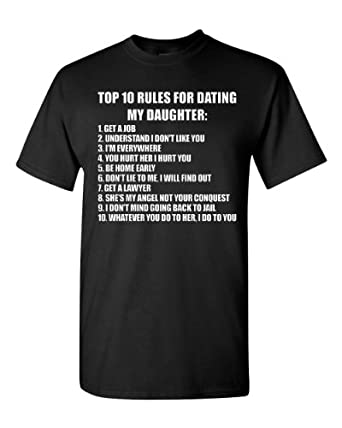 TOP 10 RULES FOR DATING
MY DAUGHTER:
1. GET A JOB
2. UNDERSTAND I DON'T LIKE YOU
3. I'M EVERYWHERE
4. YOU HURT HER I HURT YOU
5. BE HOME EARLY
6. DON'T LIE TO ME, I WILL FIND OUT
7. GET A LAWYER
8. SHE'S MY ANGEL NOT YOUR CONQUEST
9. I DON'T MIND GOING BACK TO JAIL
10. WHATEVER YOU DO TO HER, I DO TO YOU